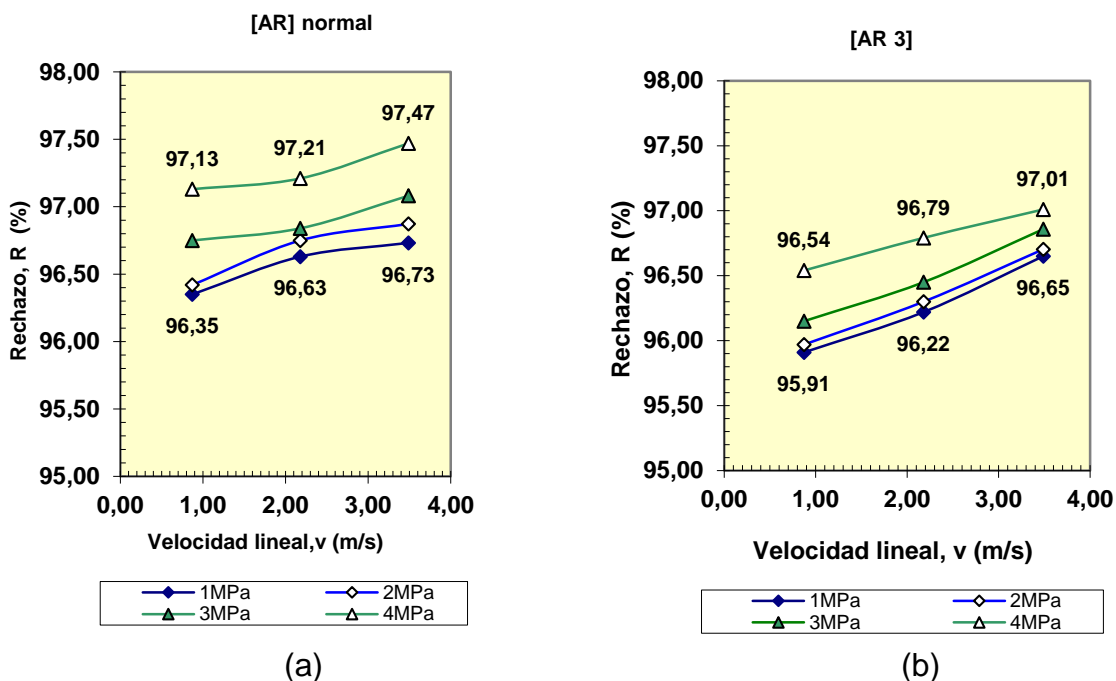 [AR] normal
98,00
97,50
97,00
96,50
96,00
95,50
95,00
0,00 1,00 2,00 3,00 4,00
Rechazo, R (%)
Velocidad lineal,v (m/s)
97,13
97,21
97,47
96,35
96,63
96,73
1MPa 2MPa
3MPa 4MPa
(a)
[AR 3]
98,00
97,50
97,00
96,50
96,00
95,50
95,00
0,00 1,00 2,00 3,00 4,00
Rechazo, R (%)
Velocidad lineal, v (m/s)
96,54
96,79
97,01
95,91
96,22
96,65
1MPa 2MPa
3MPa 4MPa
(b)